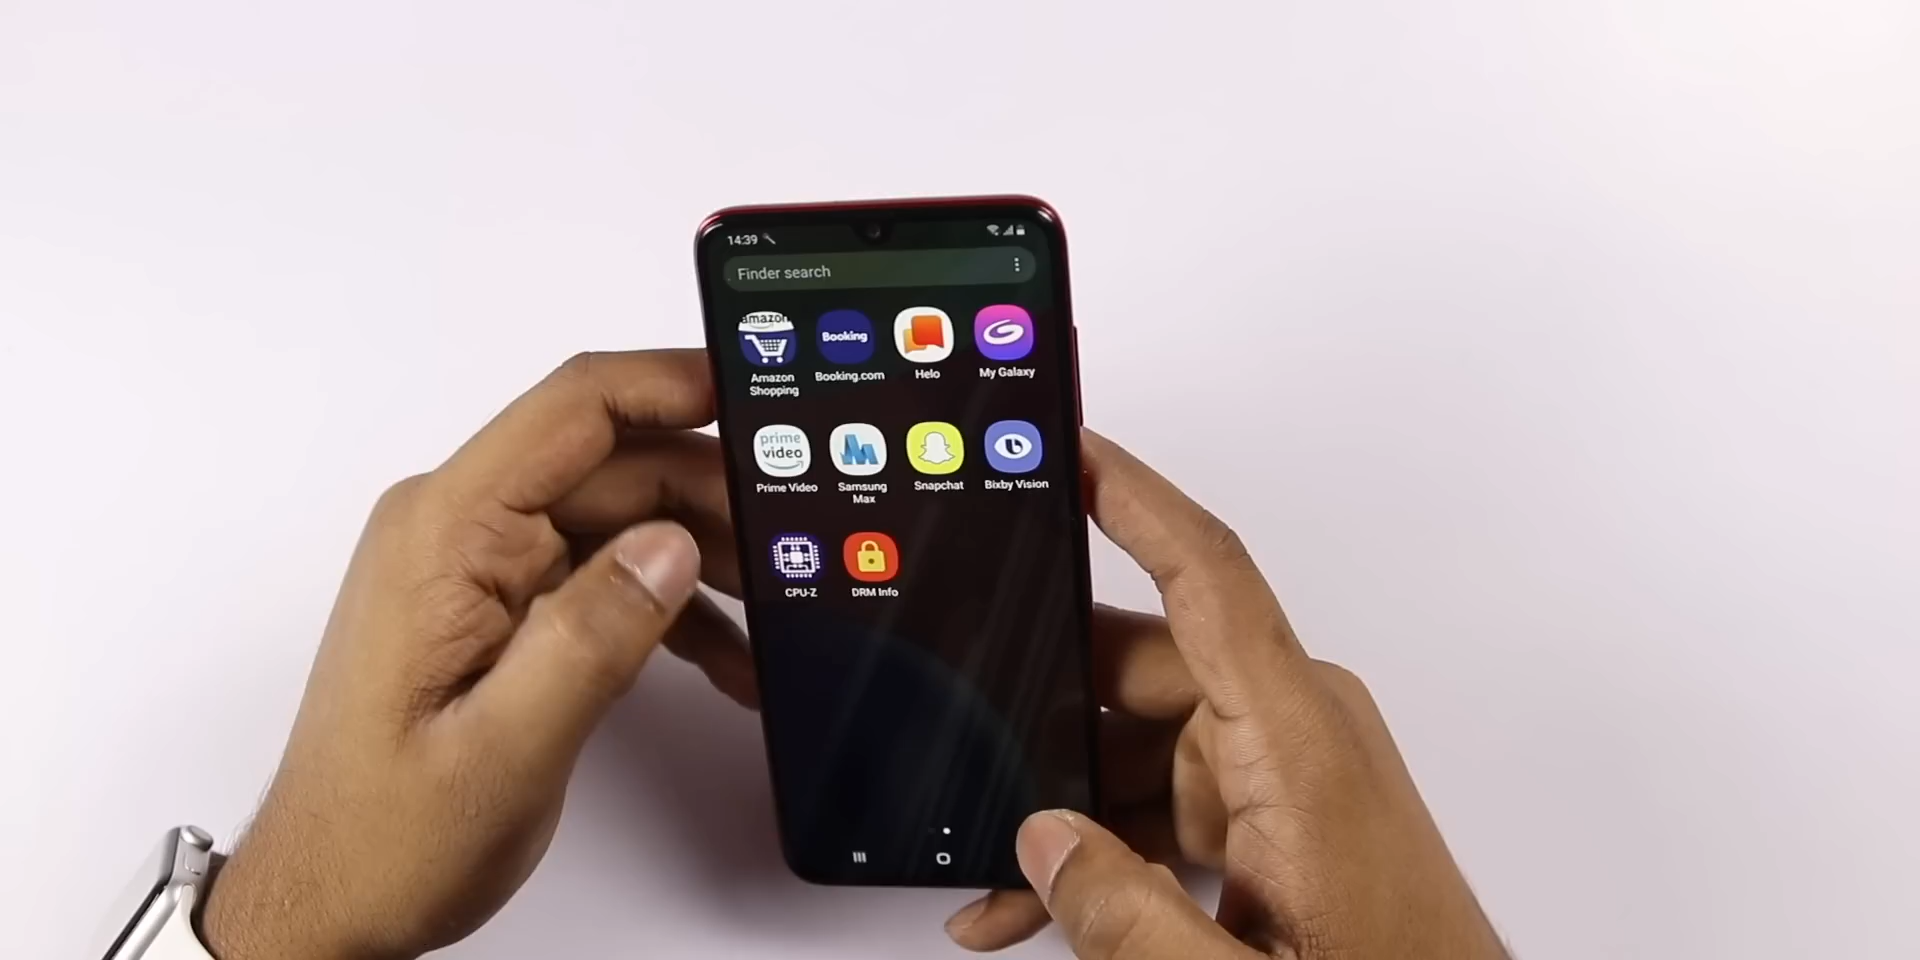 14:39
Finder search
amazon
Booking
Amazon
Shopping
Booking.com
Helo
My Galaxy
prime
video
Prime Video
Samsung
Max
Snapchat
b
Bixby Vision
CPU-Z
DRM Info